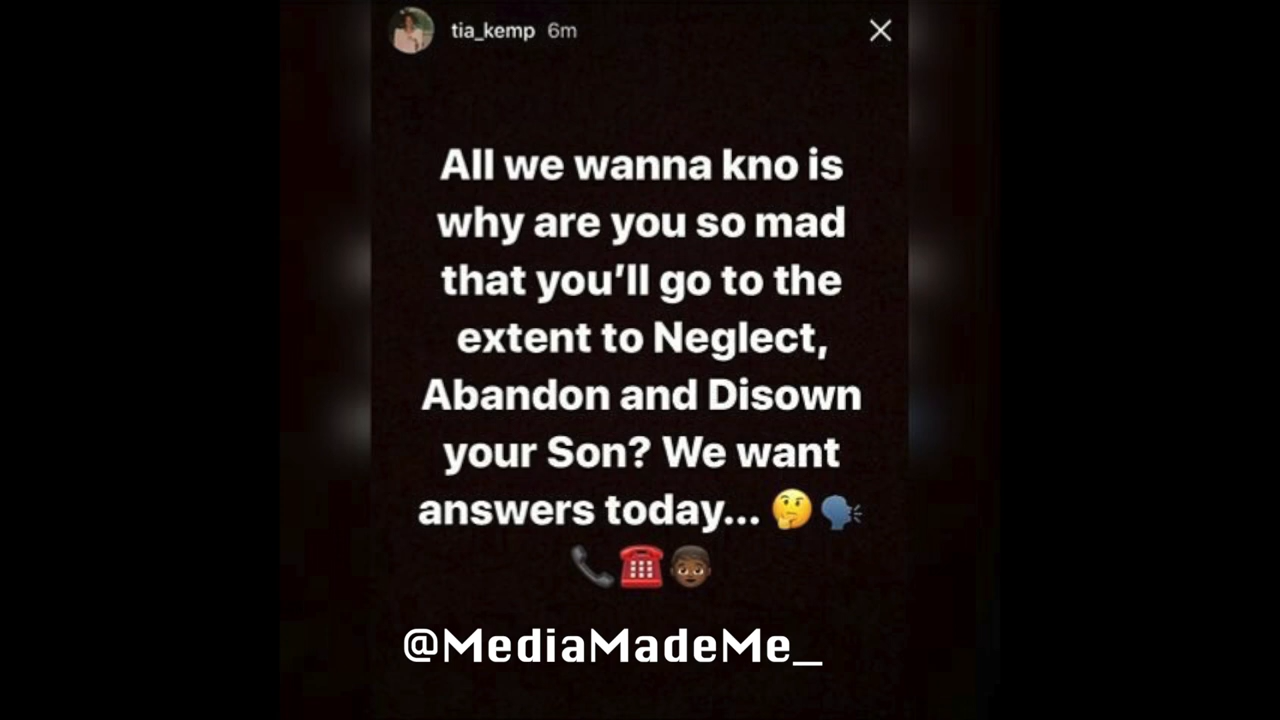 tia_kemp 6m
All we wanna kno is
why are you so mad
that you’ll go to the
extent to Neglect,
Abandon and Disown
your Son? We want
answers today... 🤔🗣️
📞☎️👦🏾
@MediaMadeMe_